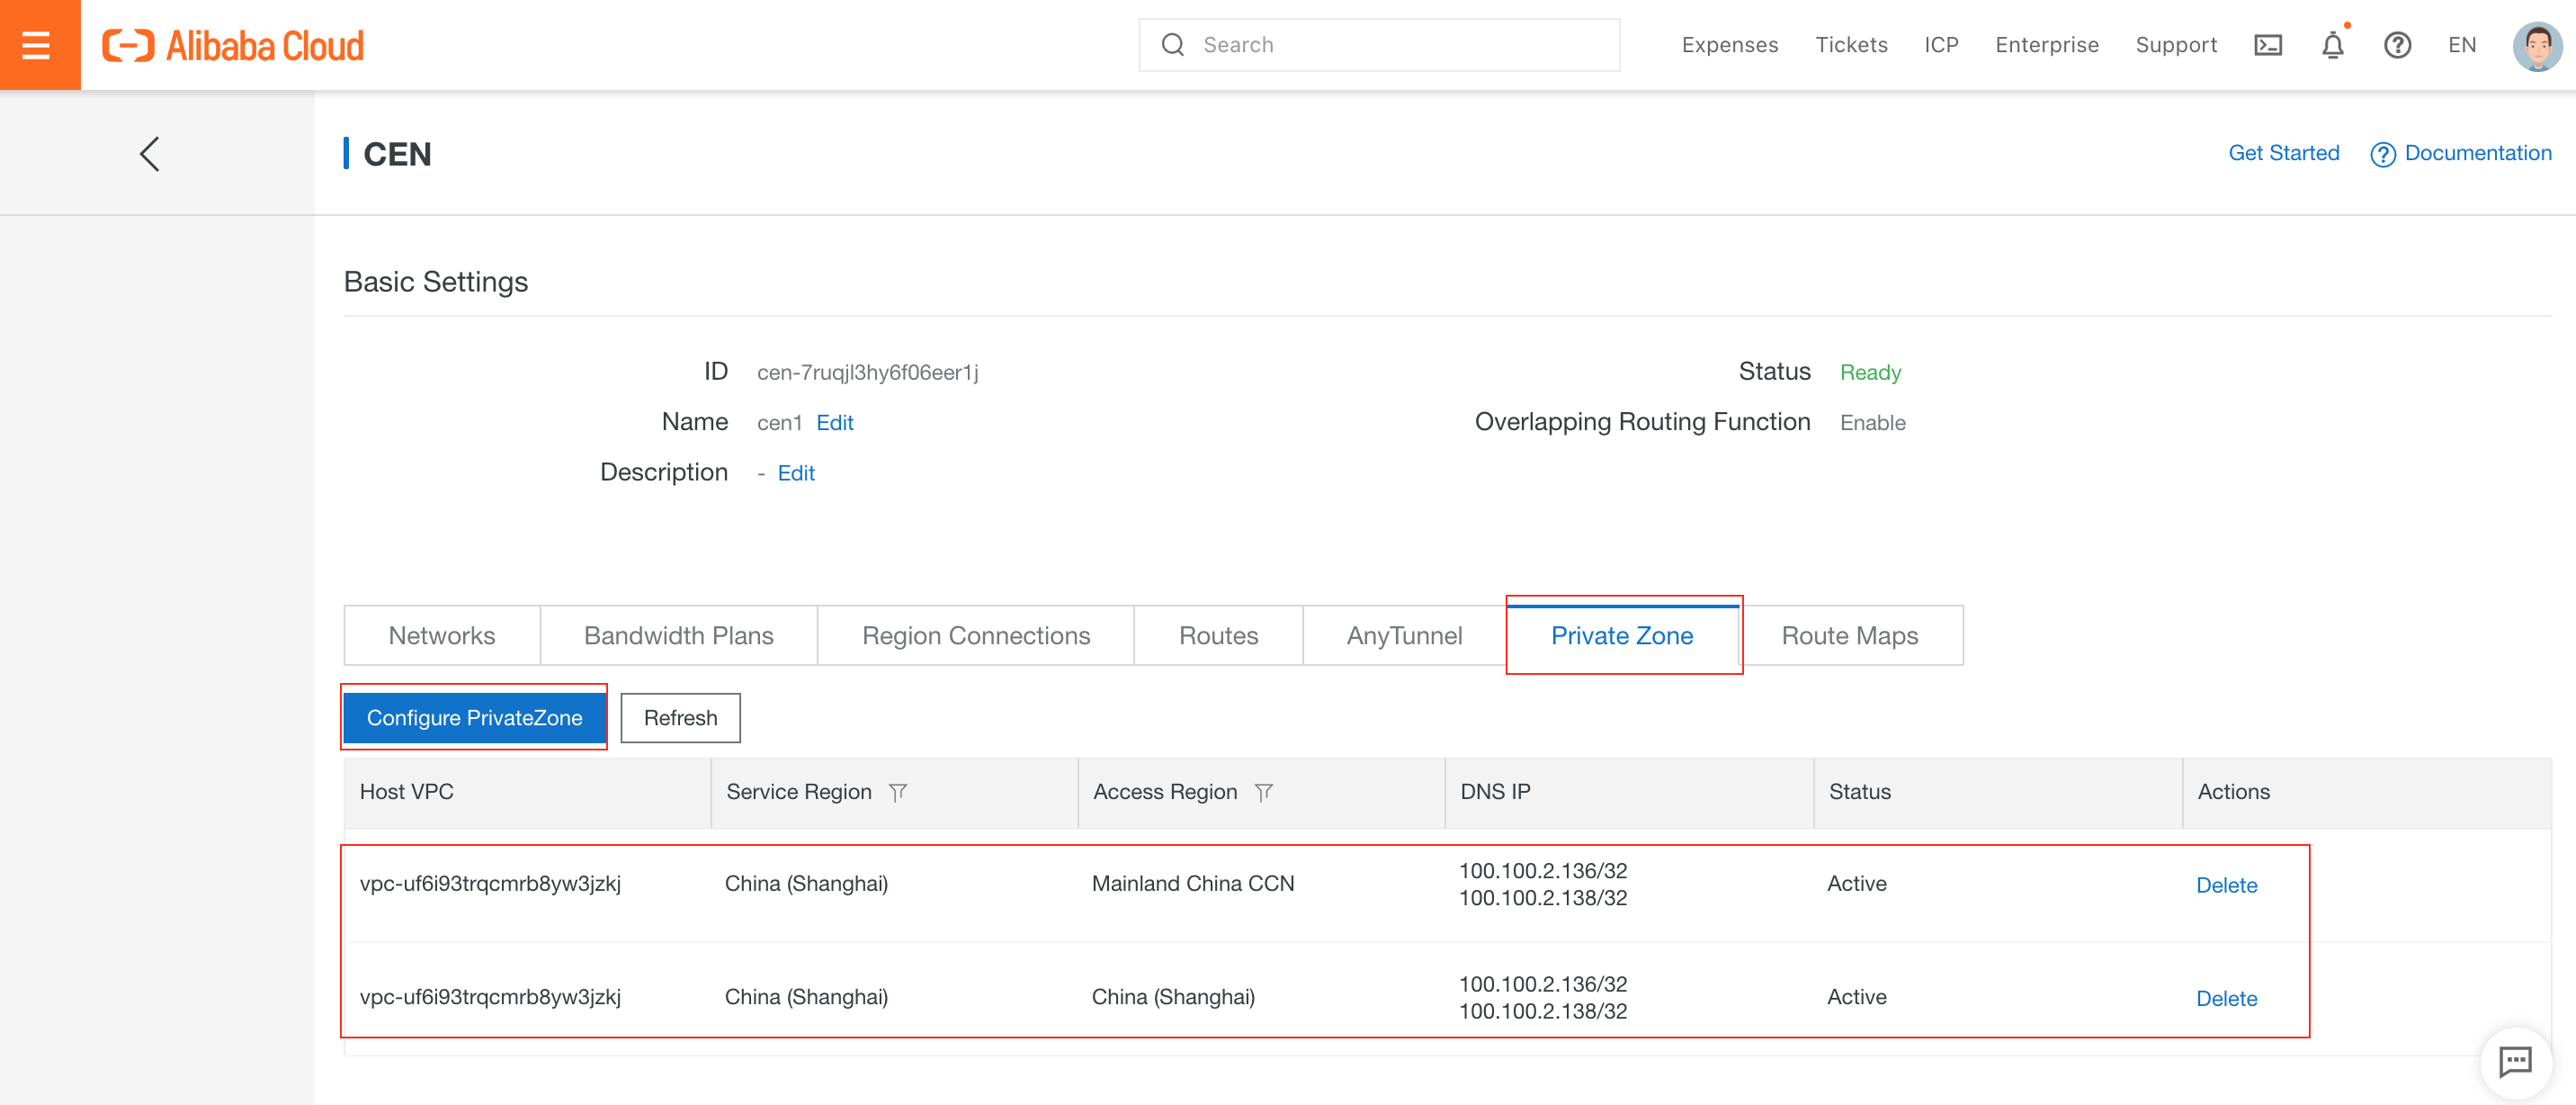 Alibaba Cloud
Search
Expenses Tickets ICP Enterprise Support EN
CEN
Get Started Documentation
Basic Settings
ID cen-7ruqjl3hy6f06eer1j
Status Ready
Name cen1 Edit
Overlapping Routing Function Enable
Description - Edit
Networks Bandwidth Plans Region Connections Routes AnyTunnel Private Zone Route Maps
Configure PrivateZone Refresh
Host VPC Service Region Access Region DNS IP Status Actions
vpc-uf6i93trqcmrb8yw3jzkj China (Shanghai) Mainland China CCN 100.100.2.136/32 Active Delete
100.100.2.138/32
vpc-uf6i93trqcmrb8yw3jzkj China (Shanghai) China (Shanghai) 100.100.2.136/32 Active Delete
100.100.2.138/32